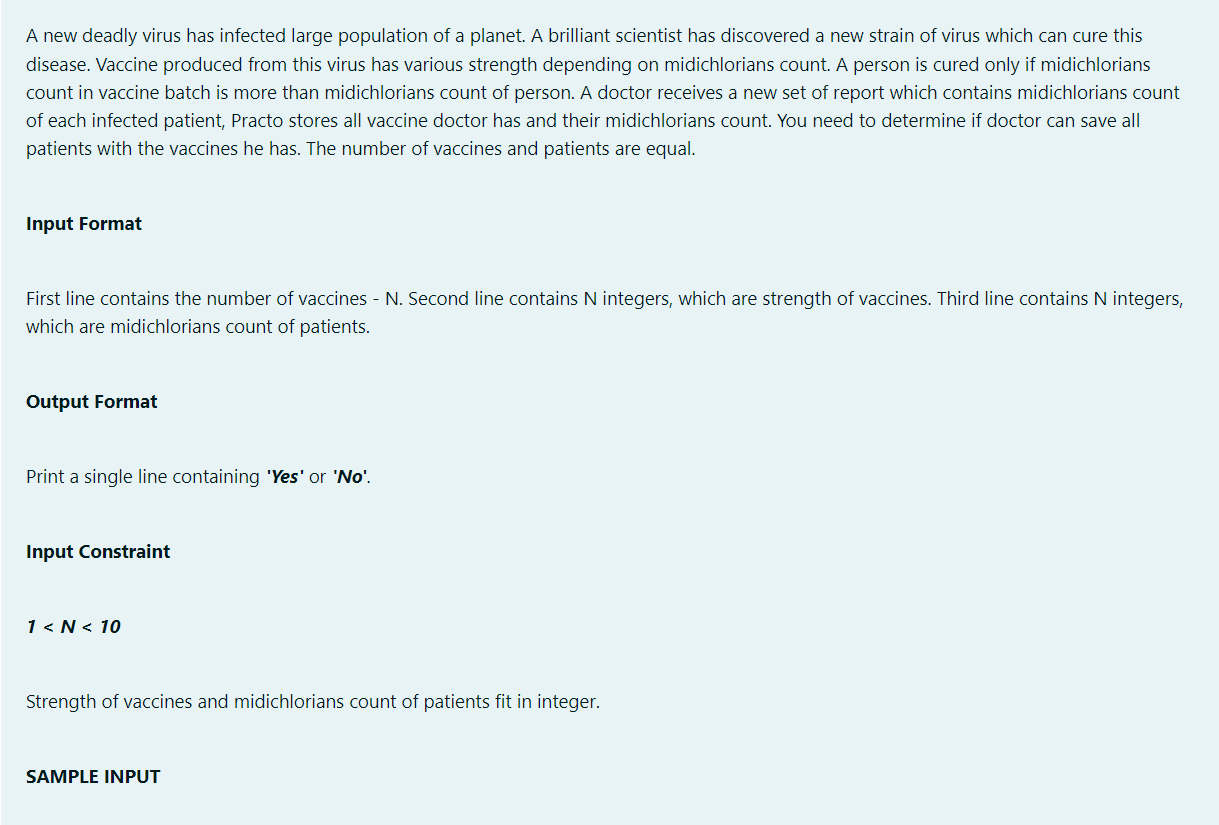 A new deadly virus has infected large population of a planet. A brilliant scientist has discovered a new strain of virus which can cure this
disease. Vaccine produced from this virus has various strength depending on midichlorians count. A person is cured only if midichlorians
count in vaccine batch is more than midichlorians count of person. A doctor receives a new set of report which contains midichlorians count
of each infected patient, Practo stores all vaccine doctor has and their midichlorians count. You need to determine if doctor can save all
patients with the vaccines he has. The number of vaccines and patients are equal.
Input Format
First line contains the number of vaccines - N. Second line contains N integers, which are strength of vaccines. Third line contains N integers,
which are midichlorians count of patients.
Output Format
Print a single line containing 'Yes' or 'No'.
Input Constraint
1 < N < 10
Strength of vaccines and midichlorians count of patients fit in integer.
SAMPLE INPUT